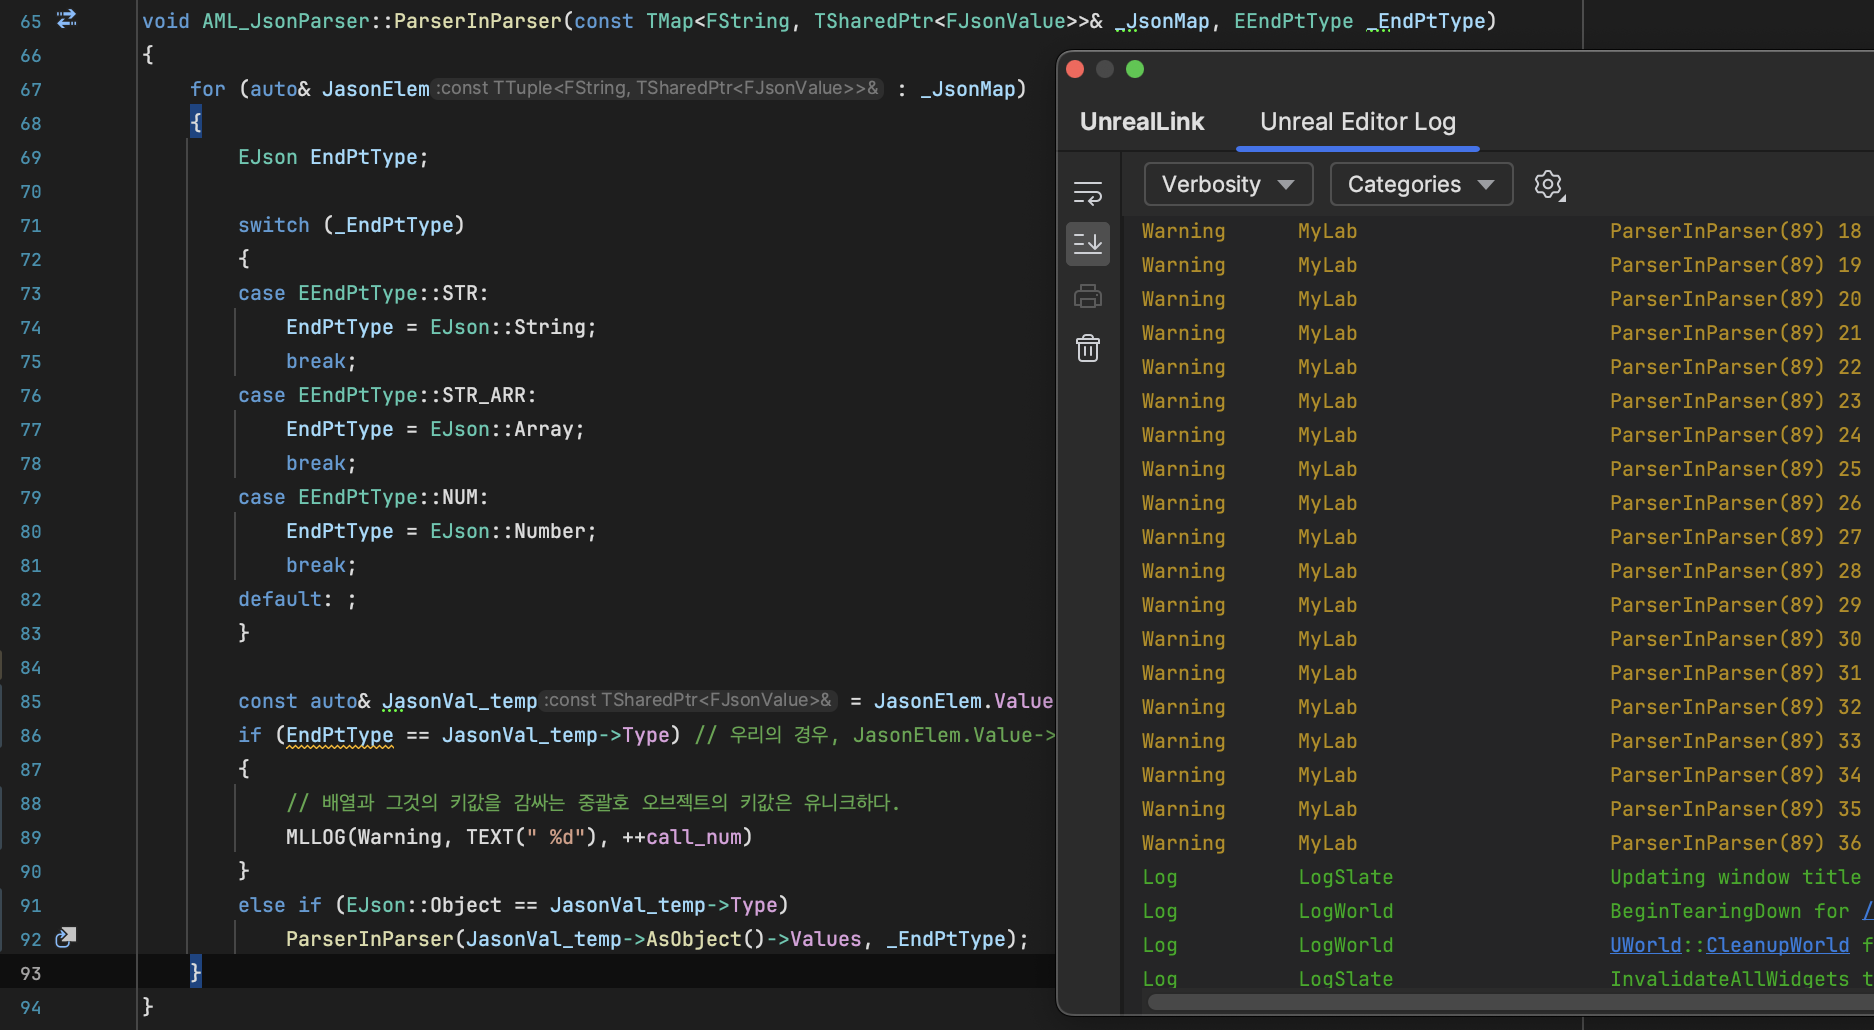 65 void AML_JsonParser::ParserInParser(const TMap<FString, TSharedPtr<FJsonValue>>& _JsonMap, EEndPtType _EndPtType)
66 {
67 for (auto& JasonElem :const TTuple<FString, TSharedPtr<FJsonValue>>& : _JsonMap)
68 {
69 EJson EndPtType;
70
71 switch (_EndPtType)
72 {
73 case EEndPtType::STR:
74 EndPtType = EJson::String;
75 break;
76 case EEndPtType::STR_ARR:
77 EndPtType = EJson::Array;
78 break;
79 case EEndPtType::NUM:
80 EndPtType = EJson::Number;
81 break;
82 default: ;
83 }
84
85 const auto& JasonVal_temp :const TSharedPtr<FJsonValue>& = JasonElem.Value
86 if (EndPtType == JasonVal_temp->Type) // 우리의 경우, JasonElem.Value->
87 {
88 // 배열과 그것의 키값을 감싸는 중괄호 오브젝트의 키값은 유니크하다.
89 MLLOG(Warning, TEXT(" %d"), ++call_num)
90 }
91 else if (EJson::Object == JasonVal_temp->Type)
92 ParserInParser(JasonVal_temp->AsObject()->Values, _EndPtType);
93 }
94 }
UnrealLink Unreal Editor Log
Verbosity Categories
Warning MyLab ParserInParser(89) 18
Warning MyLab ParserInParser(89) 19
Warning MyLab ParserInParser(89) 20
Warning MyLab ParserInParser(89) 21
Warning MyLab ParserInParser(89) 22
Warning MyLab ParserInParser(89) 23
Warning MyLab ParserInParser(89) 24
Warning MyLab ParserInParser(89) 25
Warning MyLab ParserInParser(89) 26
Warning MyLab ParserInParser(89) 27
Warning MyLab ParserInParser(89) 28
Warning MyLab ParserInParser(89) 29
Warning MyLab ParserInParser(89) 30
Warning MyLab ParserInParser(89) 31
Warning MyLab ParserInParser(89) 32
Warning MyLab ParserInParser(89) 33
Warning MyLab ParserInParser(89) 34
Warning MyLab ParserInParser(89) 35
Warning MyLab ParserInParser(89) 36
Log LogSlate Updating window title
Log LogWorld BeginTearingDown for /
Log LogWorld UWorld::CleanupWorld f
Log LogSlate InvalidateAllWidgets t